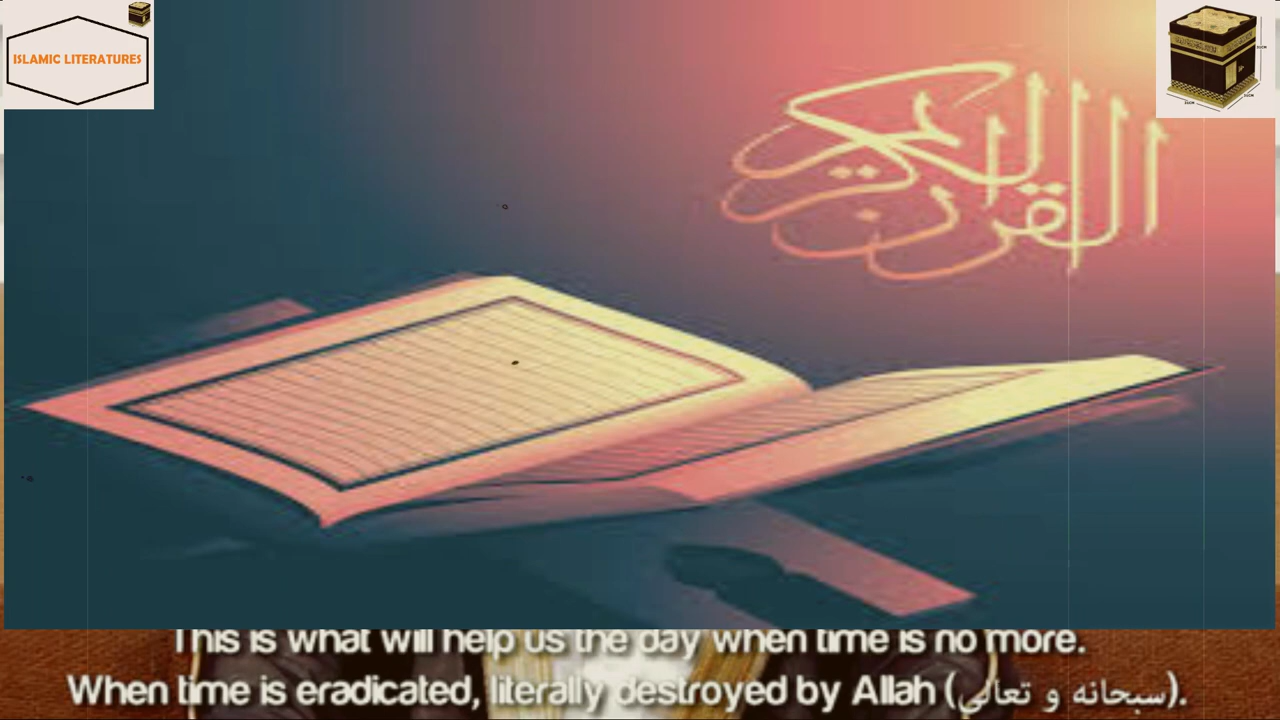 ISLAMIC LITERATURES
القرآن الكريم
This is what will help us the day when time is no more.
When time is eradicated, literally destroyed by Allah (سبحانه و تعالي).